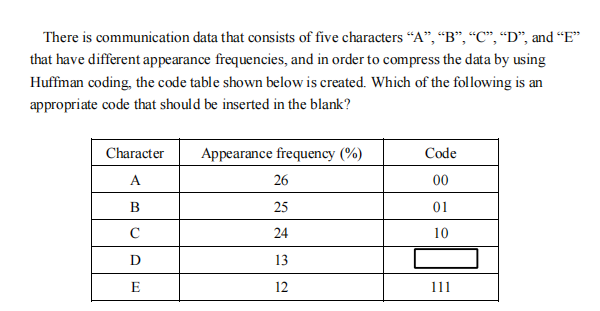 There is communication data that consists of five characters “A”, “B”, “C”, “D”, and “E”
that have different appearance frequencies, and in order to compress the data by using
Huffman coding, the code table shown below is created. Which of the following is an
appropriate code that should be inserted in the blank?
Character Appearance frequency (%) Code
A 26 00
B 25 01
C 24 10
D 13
E 12 111